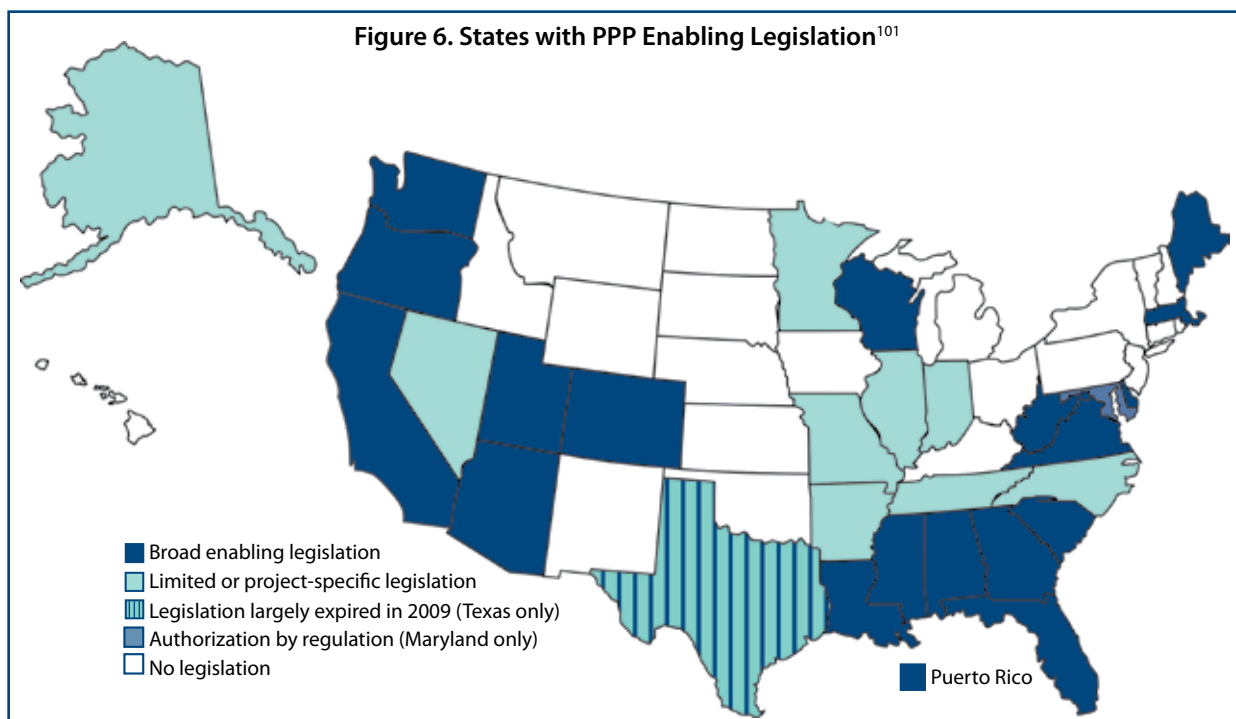 Figure 6. States with PPP Enabling Legislation101
Broad enabling legislation
Limited or project-specific legislation
Legislation largely expired in 2009 (Texas only)
Authorization by regulation (Maryland only)
No legislation
Puerto Rico